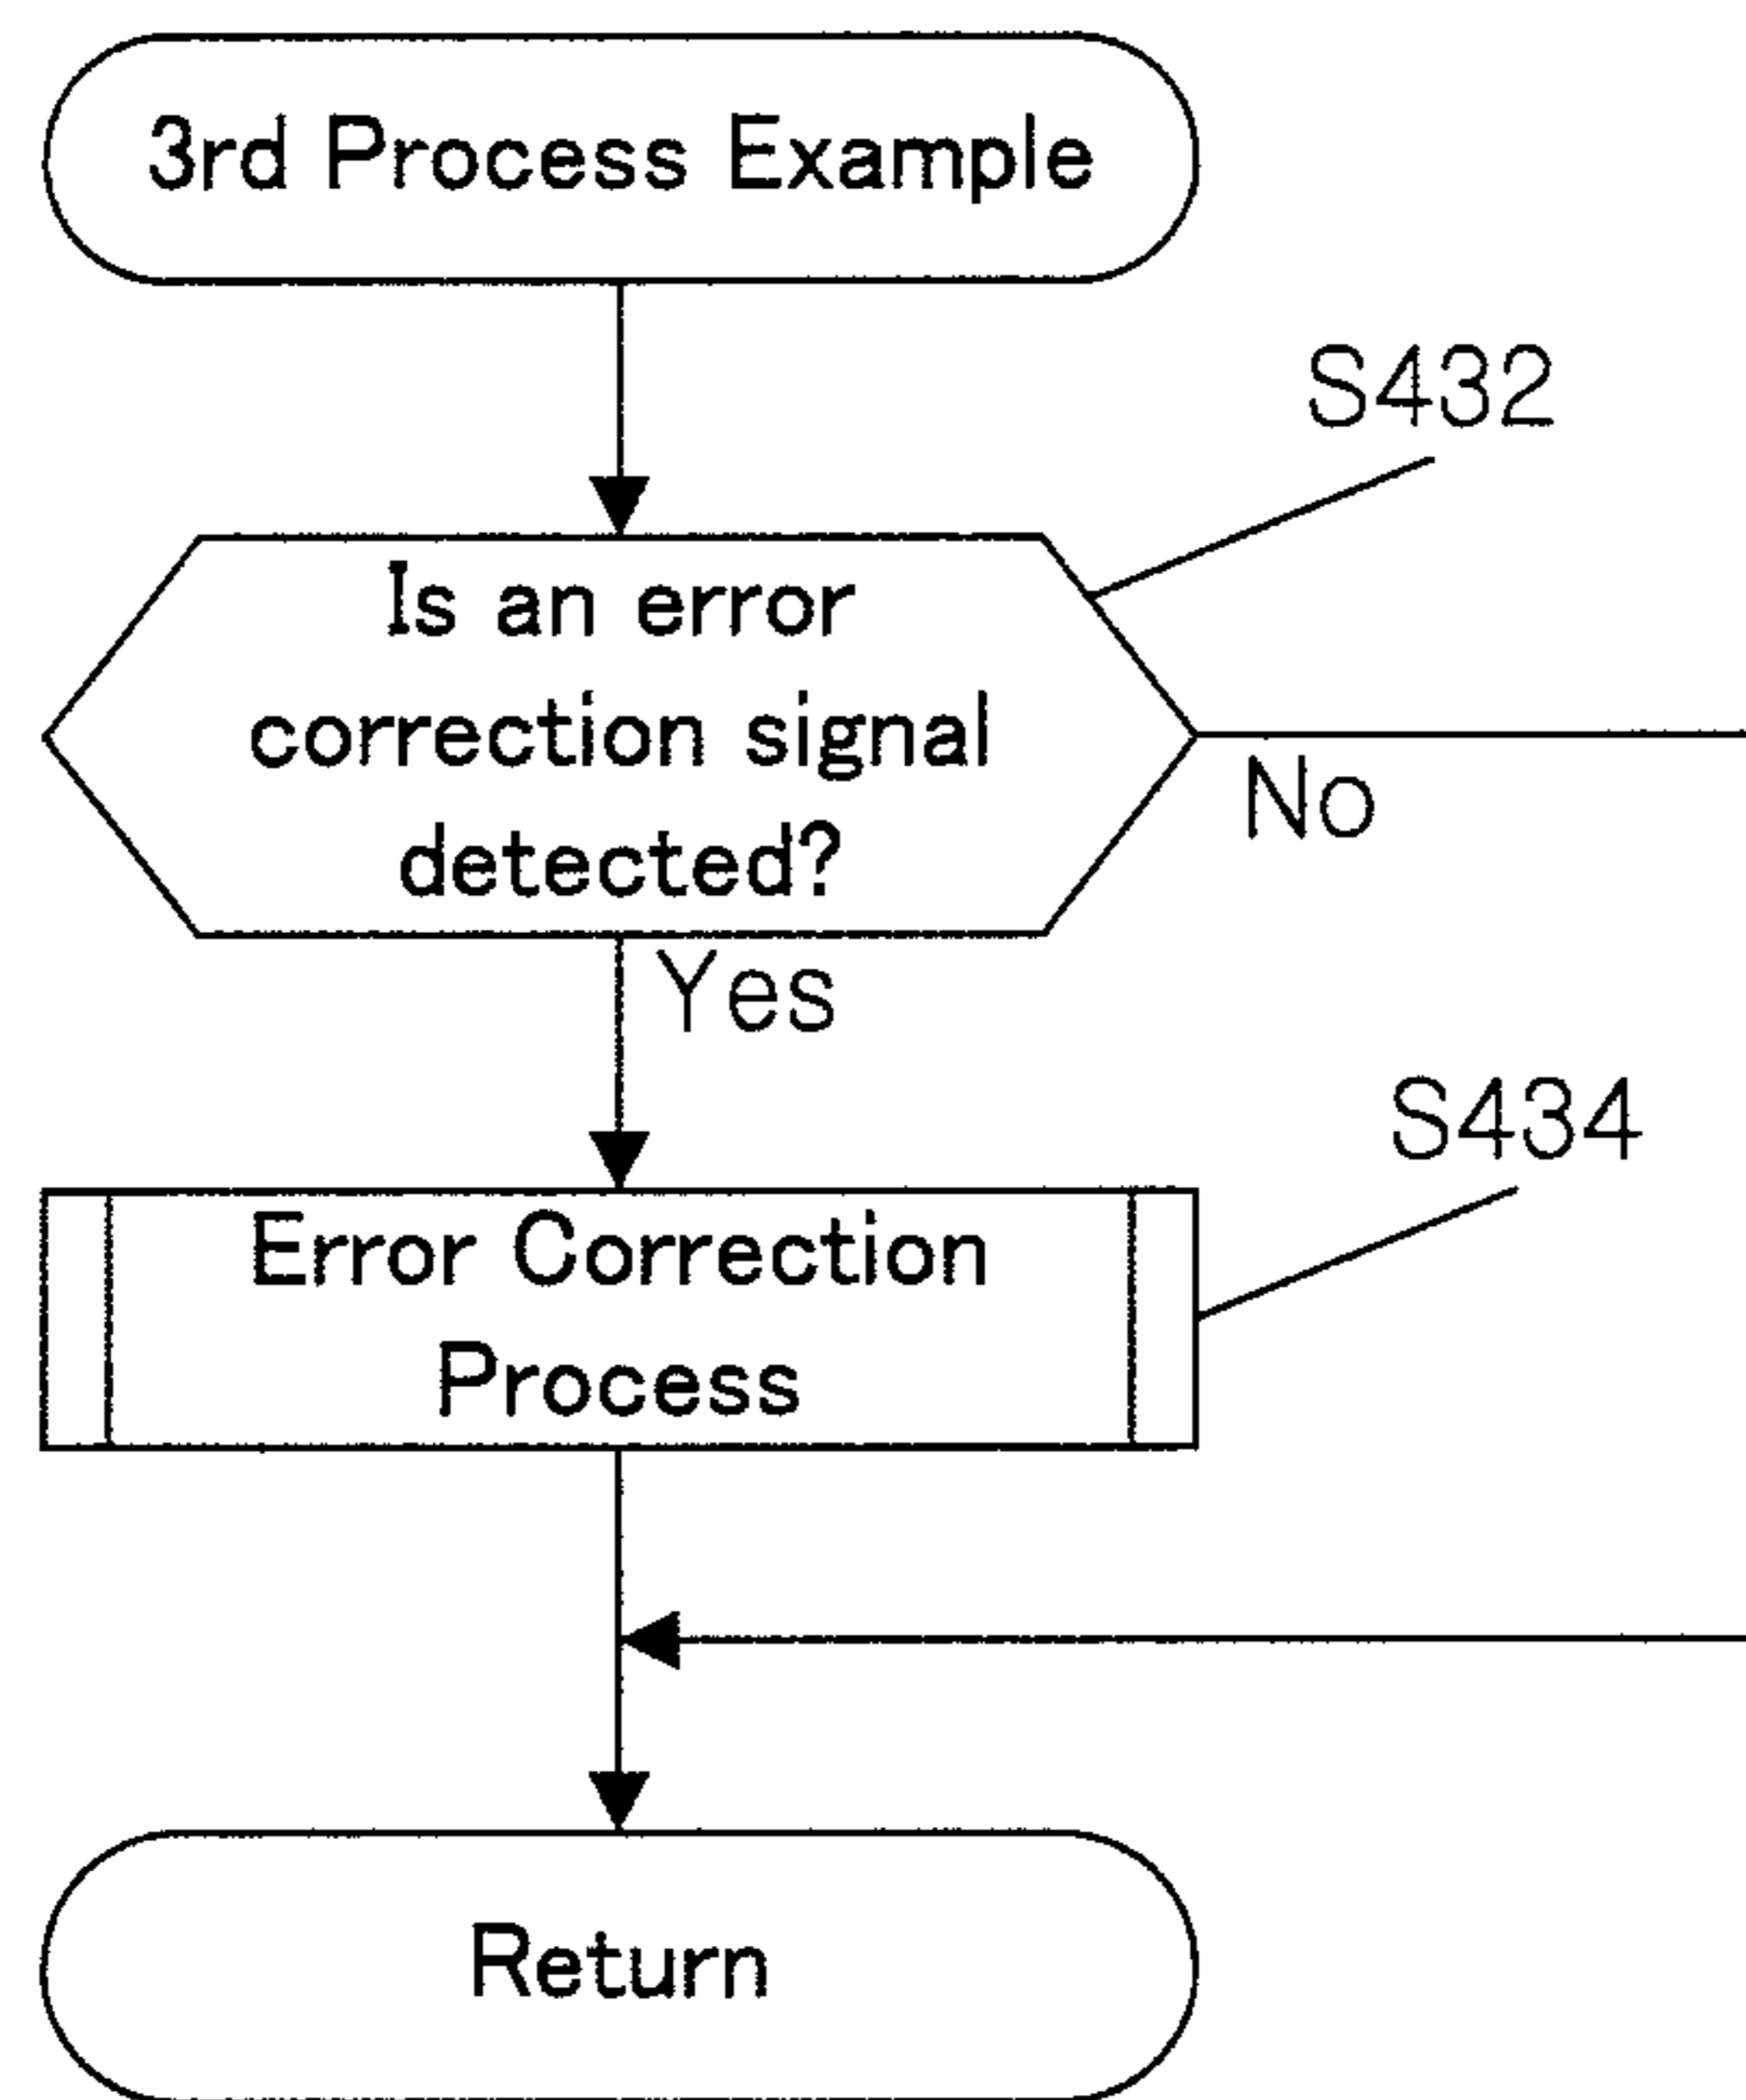 3rd Process Example
S432
Is an error
correction signal
detected?
No
Yes
S434
Error Correction
Process
Return